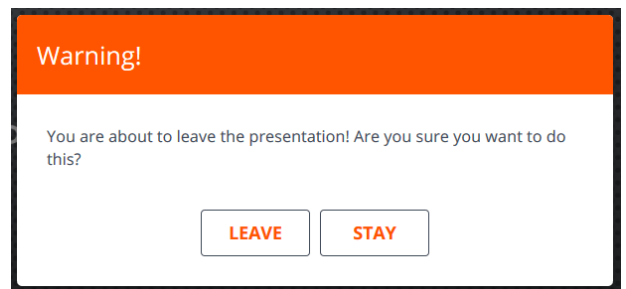 Warning!
You are about to leave the presentation! Are you sure you want to do
this?
LEAVE
STAY